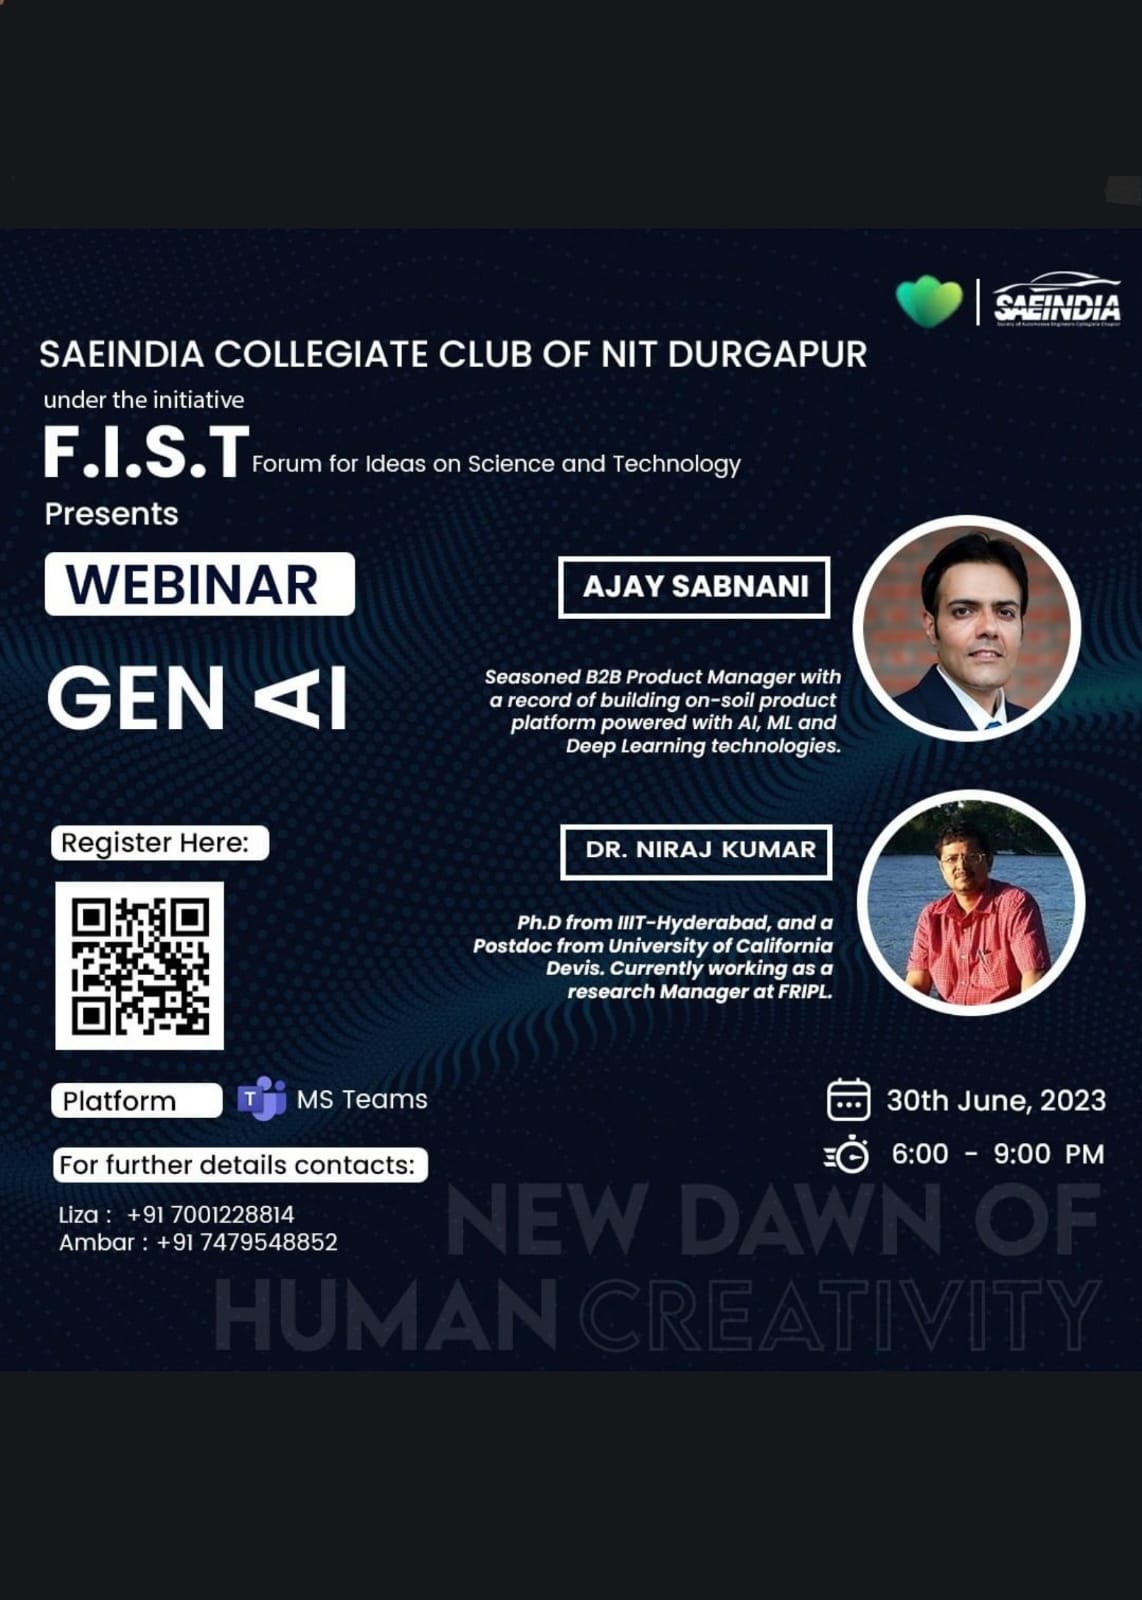 SAEINDIA
SAEINDIA COLLEGIATE CLUB OF NIT DURGAPUR
under the initiative
F.I.S.T Forum for Ideas on Science and Technology
Presents
WEBINAR
GEN AI
AJAY SABNANI
Seasoned B2B Product Manager with
a record of building on-soil product
platform powered with AI, ML and
Deep Learning technologies.
Register Here:
DR. NIRAJ KUMAR
Ph.D from IIIT-Hyderabad, and a
Postdoc from University of California
Devis. Currently working as a
research Manager at FRIPL.
Platform
T
MS Teams
30th June, 2023
6:00 - 9:00 PM
For further details contacts:
Liza : +91 7001228814
Ambar : +91 7479548852
NEW DAWN OF
HUMAN CREATIVITY